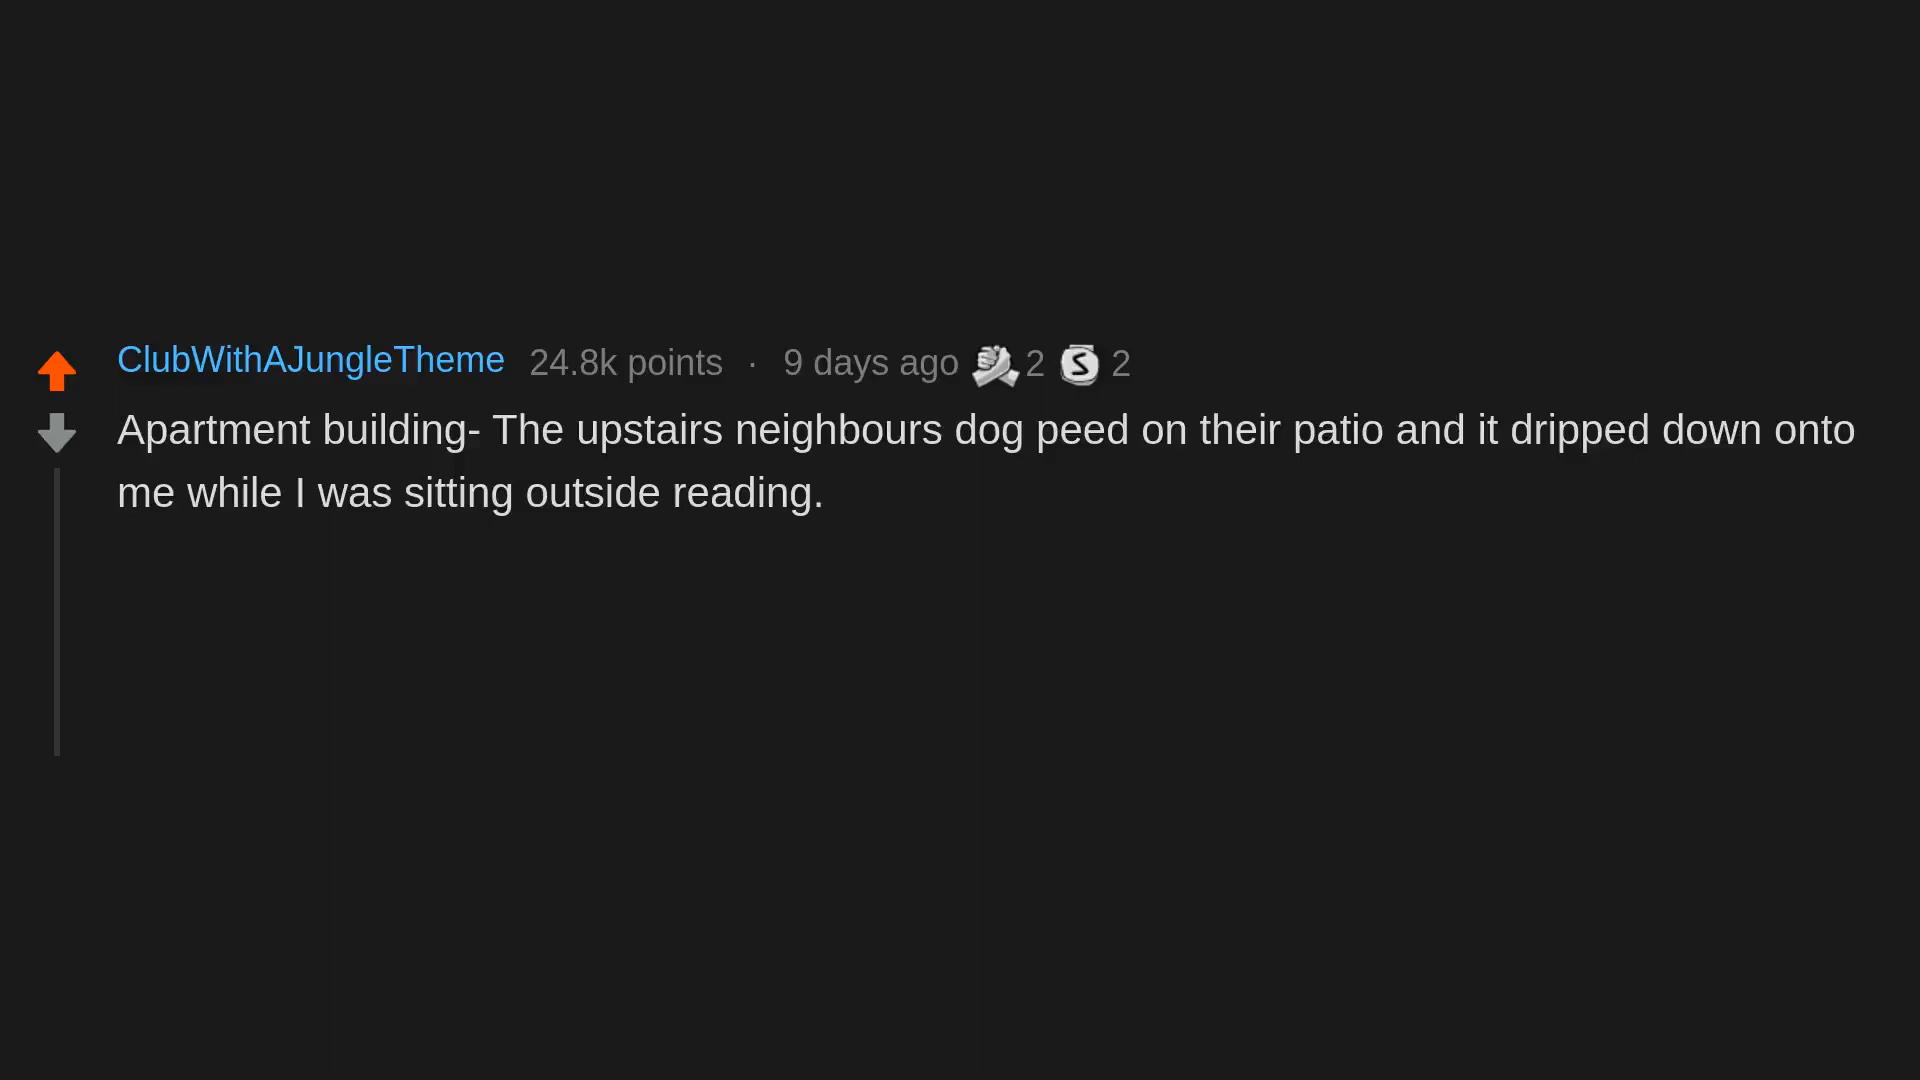 ClubWithAJungleTheme 24.8k points · 9 days ago 2 S 2
Apartment building- The upstairs neighbours dog peed on their patio and it dripped down onto
me while I was sitting outside reading.